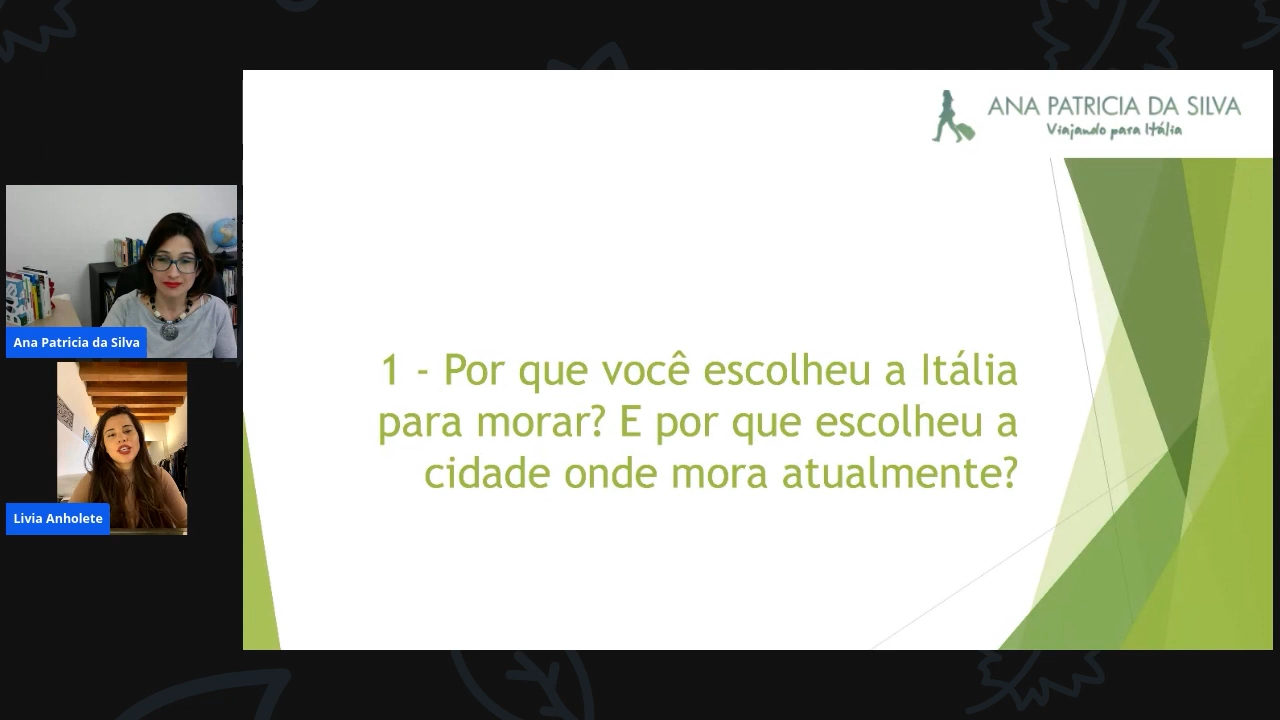 ANA PATRICIA DA SILVA
Viajando para Itália
Ana Patricia da Silva
Livia Anholete
1 - Por que você escolheu a Itália
para morar? E por que escolheu a
cidade onde mora atualmente?